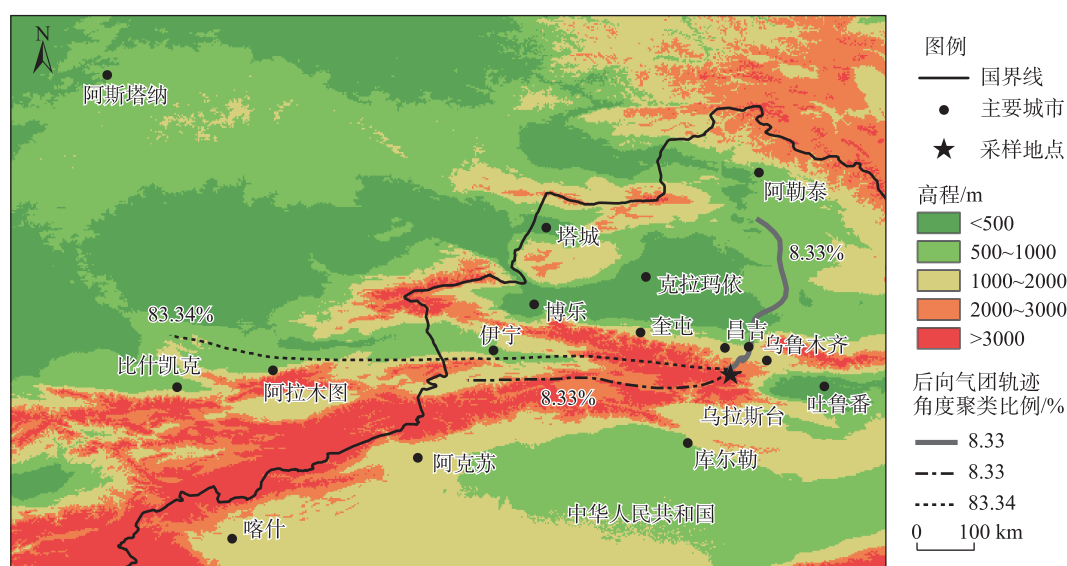 N
阿斯塔纳
阿勒泰
塔城
8.33%
克拉玛依
博乐
83.34%
伊宁
奎屯
昌吉
乌鲁木齐
比什凯克
阿拉木图
8.33%
乌拉斯台
吐鲁番
阿克苏
库尔勒
中华人民共和国
喀什
图例
国界线
主要城市
采样地点
高程/m
<500
500~1000
1000~2000
2000~3000
>3000
后向气团轨迹
角度聚类比例/%
8.33
8.33
83.34
0 100 km